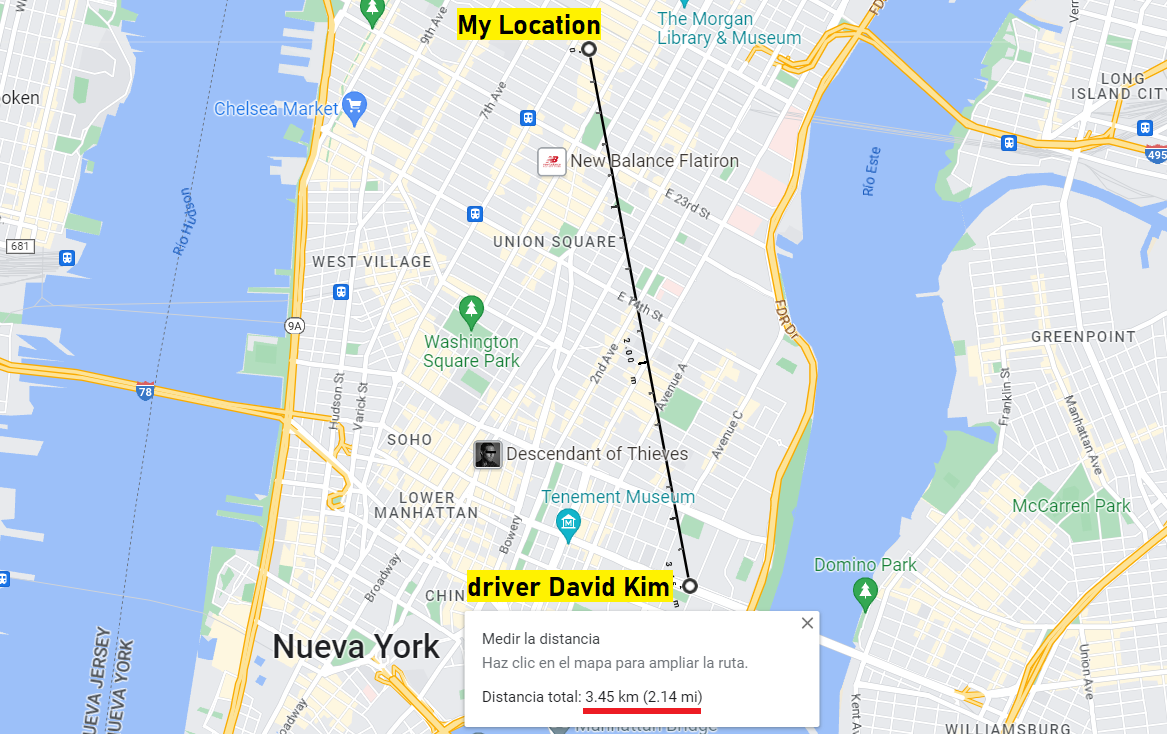 My Location
The Morgan
Library & Museum
9th Ave
FDR
oken
LONG
ISLAND CITY
Chelsea Market
7th Ave
495
New Balance Flatiron
Río Este
E 23rd St
Río Hudson
681
UNION SQUARE
WEST VILLAGE
E 14th St
9A
FDR Dr
Washington
Square Park
2nd Ave
2.00
m
GREENPOINT
78
Hudson St
Varick St
Avenue A
Franklin St
Manhattan Ave
Avenue C
SOHO
Descendant of Thieves
LOWER
MANHATTAN
Tenement Museum
McCarren Park
Bowery
Broadway
Domino Park
driver David Kim
CHIN
Medir la distancia
Haz clic en el mapa para ampliar la ruta.
Nueva York
Distancia total: 3.45 km (2.14 mi)
UEVA JERSEY
UEVA YORK
Union Ave
Kent Av
oadway
Manhattan Bridge
WILLIAMSBURG